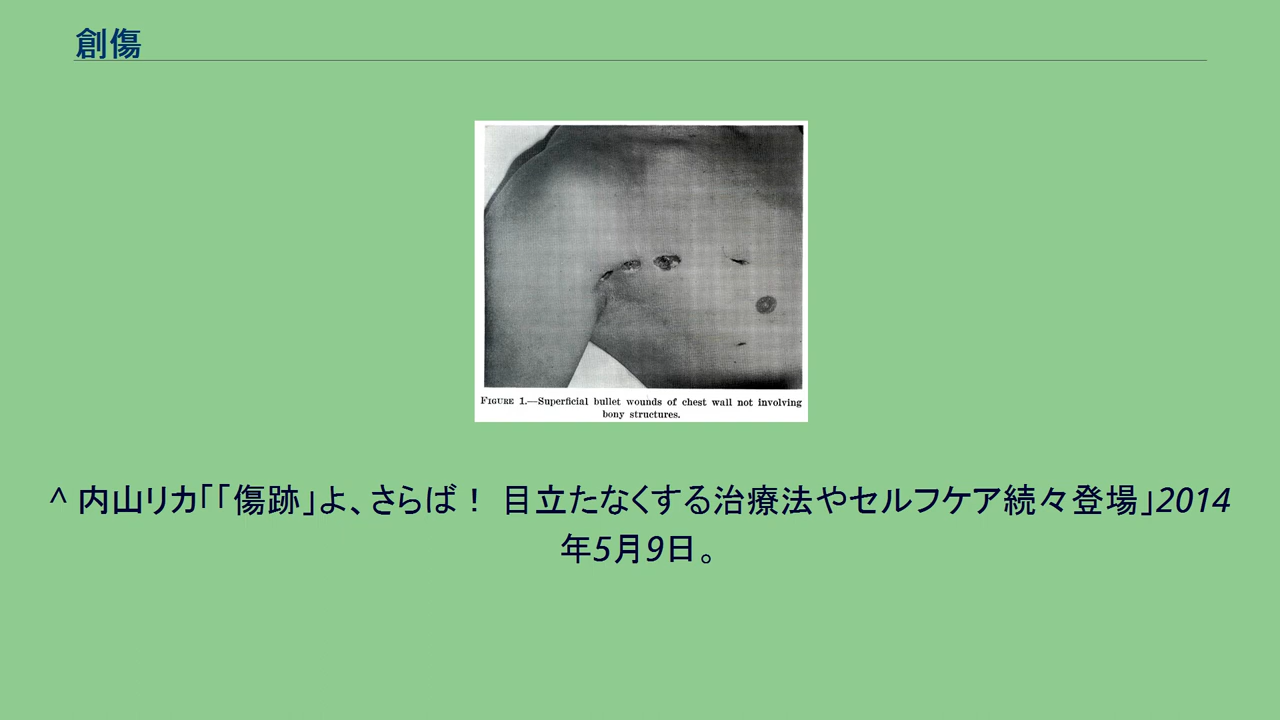 創傷
FIGURE 1.—Superficial bullet wounds of chest wall not involving
bony structures.
^ 内山リカ「「傷跡」よ、さらば！ 目立たなくする治療法やセルフケア続々登場」2014
年5月9日。